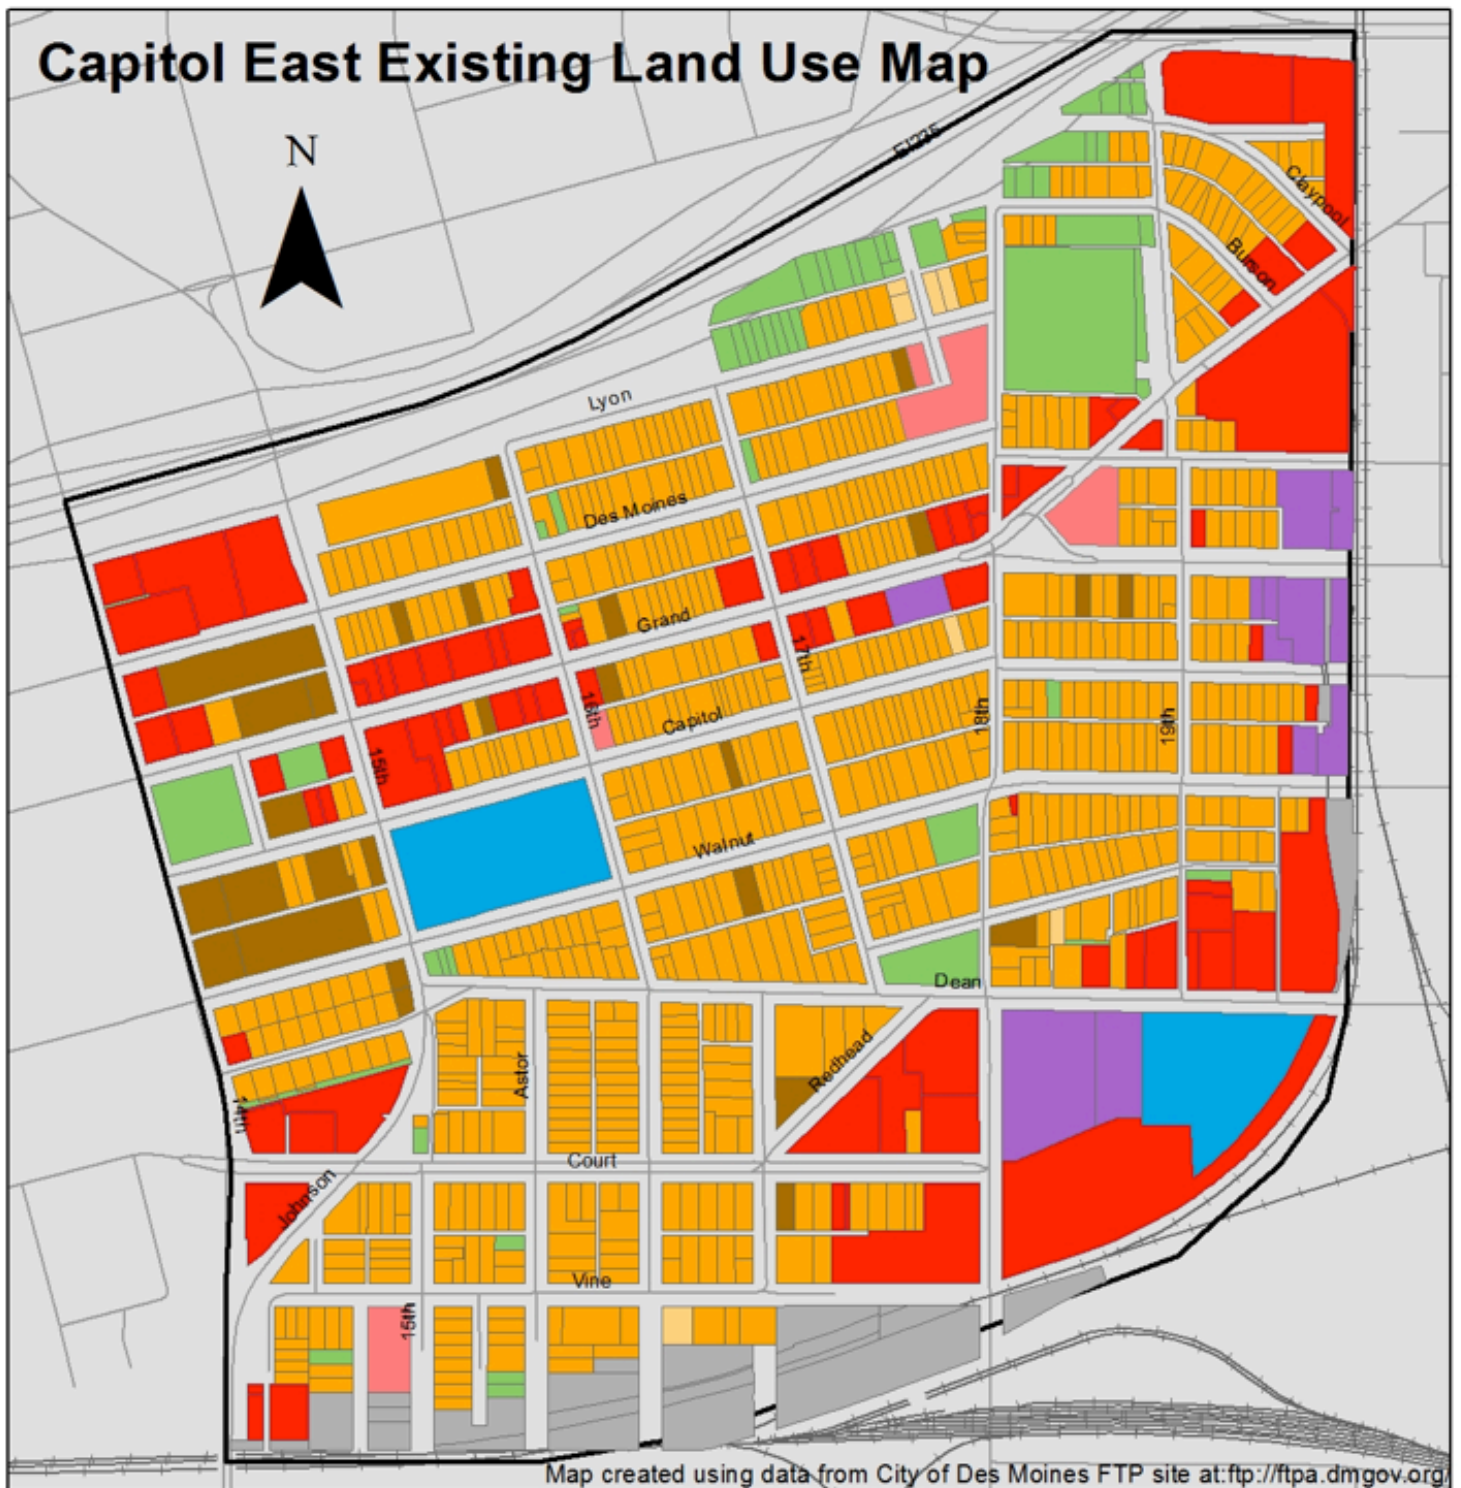 Capitol East Existing Land Use Map
N
EI235
Claypool
Burson
Lyon
Des Moines
Grand
17th
16th
Capitol
18th
19th
15th
Walnut
Dean
Redhead
Astor
14th
Court
Johnson
Vine
15th
Map created using data from City of Des Moines FTP site at:ftp://ftpa.dmgov.org/